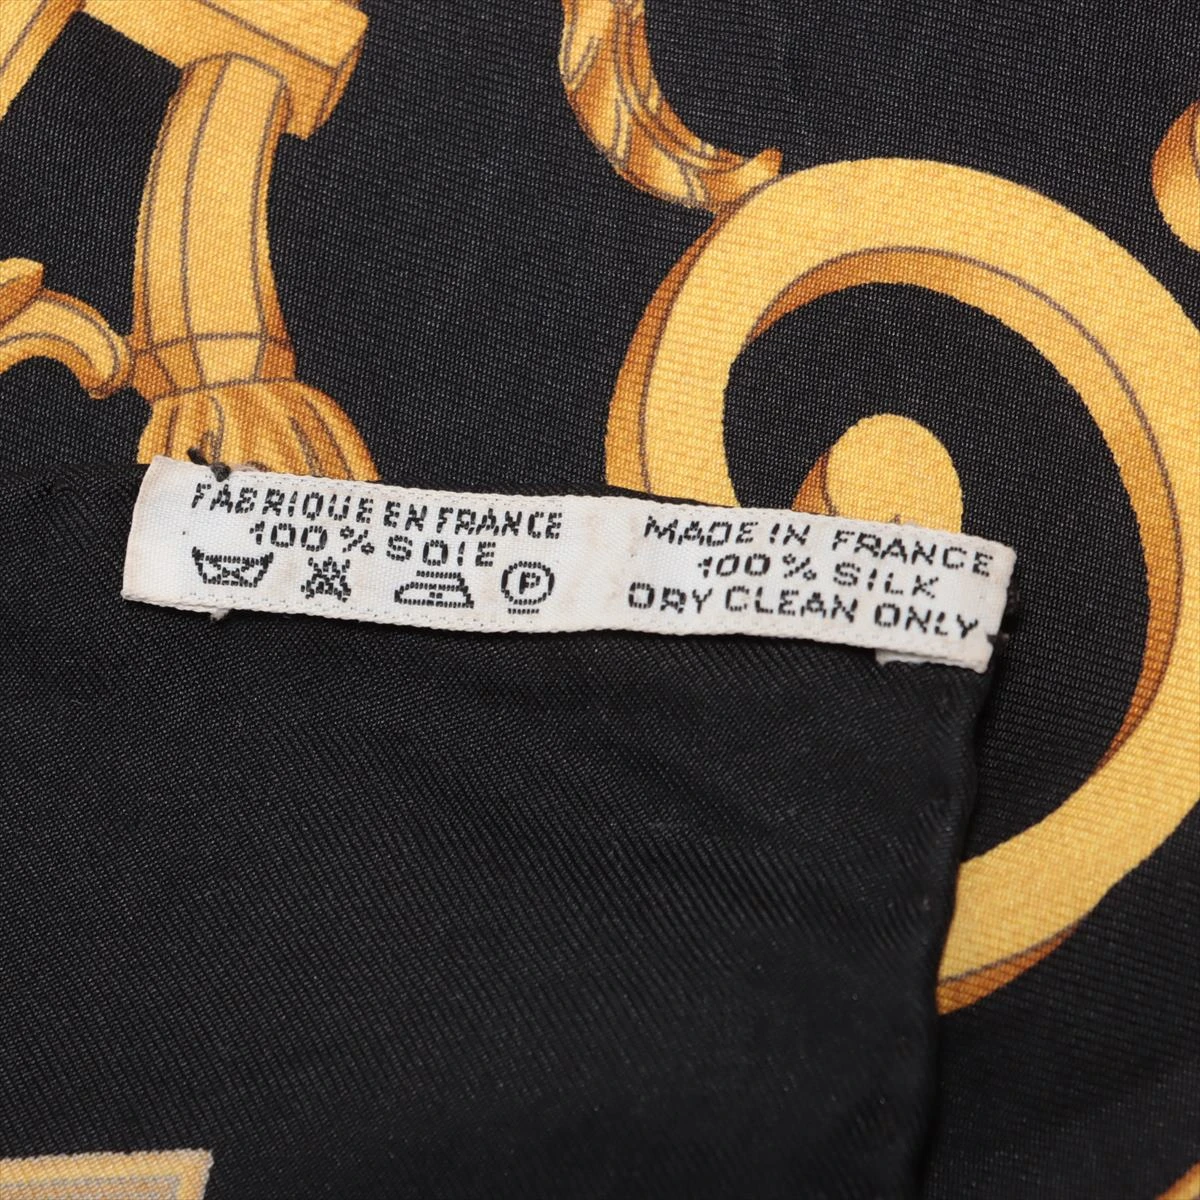 FABRIQUE EN FRANCE
100% SOIE
P
MADE IN FRANCE
100% SILK
DRY CLEAN ONLY